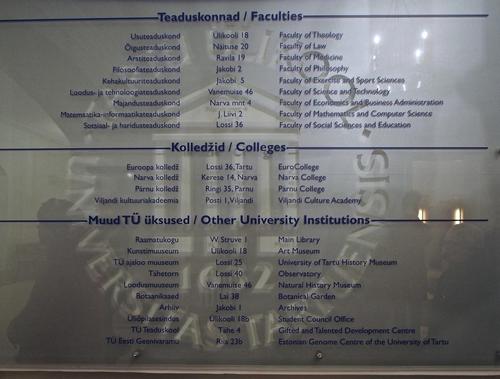 Teaduskonnad / Faculties
Usuteaduskond Ülikooli 18 Faculty of Theology
Õigusteaduskond Näituse 20 Faculty of Law
Arstiteaduskond Ravila 19 Faculty of Medicine
Filosoofiateaduskond Jakobi 2 Faculty of Philosophy
Kehakultuuriteaduskond Jakobi 5 Faculty of Exercise and Sport Sciences
Loodus- ja tehnoloogiateaduskond Vanemuise 46 Faculty of Science and Technology
Majandusteaduskond Narva mnt 4 Faculty of Economics and Business Administration
Matemaatika-informaatikateaduskond J. Liivi 2 Faculty of Mathematics and Computer Science
Sotsiaal- ja haridusteaduskond Lossi 36 Faculty of Social Sciences and Education
Kolledžid / Colleges
Euroopa kolledž Lossi 36, Tartu EuroCollege
Narva kolledž Kerese 14, Narva Narva College
Pärnu kolledž Ringi 35, Pärnu Pärnu College
Viljandi kultuuriakadeemia Posti 1, Viljandi Viljandi Culture Academy
Muud TÜ üksused / Other University Institutions
Raamatukogu W. Struve 1 Main Library
Kunstimuuseum Ülikooli 18 Art Museum
TÜ ajaloo muuseum Lossi 25 University of Tartu History Museum
Tähetorn Lossi 40 Observatory
Loodusmuuseum Vanemuise 46 Natural History Museum
Botaanikaaed Lai 38 Botanical Garden
Arhiiv Jakobi 1 Archives
Üliõpilasesindus Ülikooli 18b Student Council Office
TÜ Teaduskool Tähe 4 Gifted and Talented Development Centre
TÜ Eesti Geenivaramu Riia 23b Estonian Genome Centre of the University of Tartu